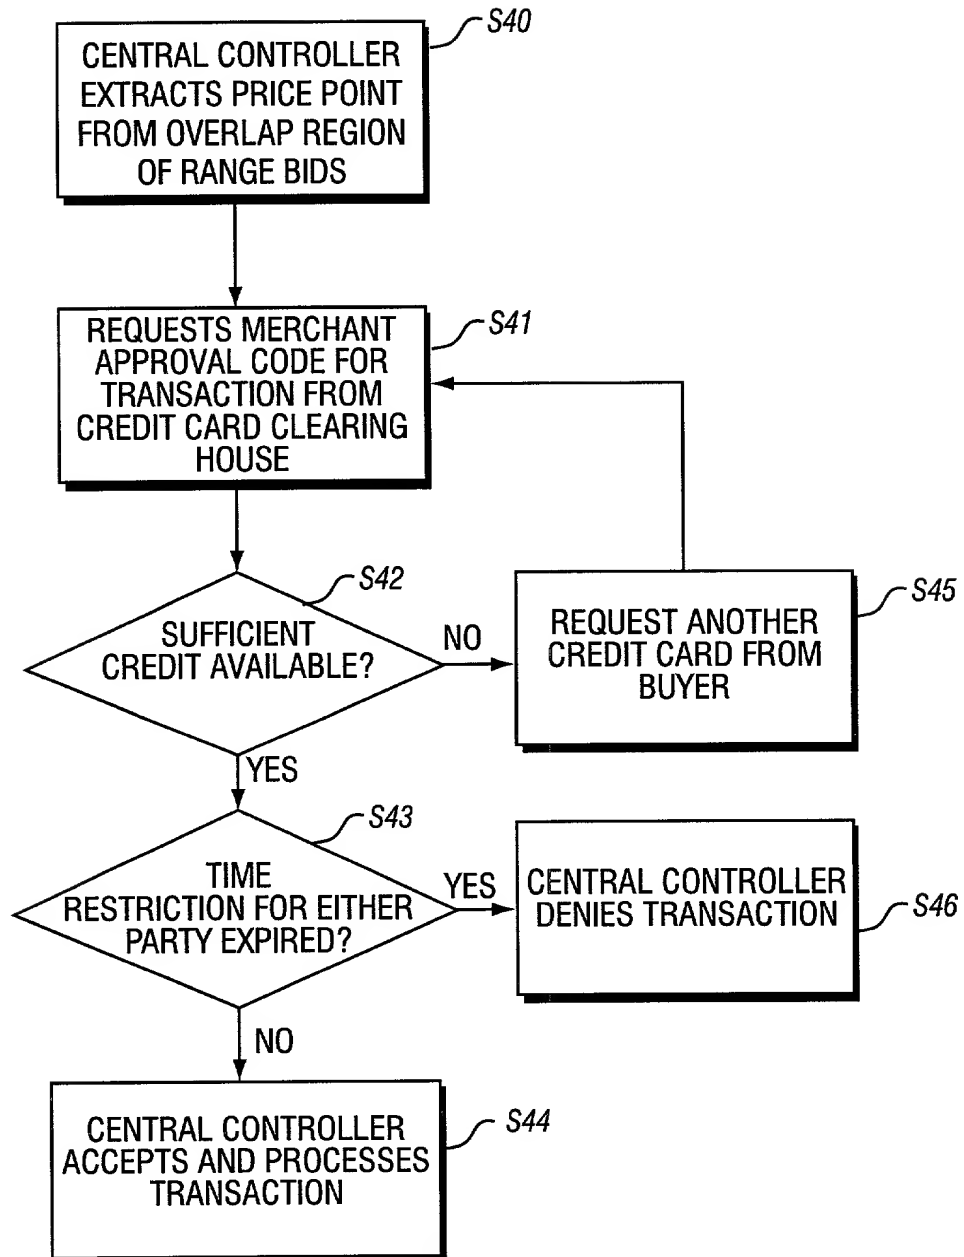 S40
CENTRAL CONTROLLER
EXTRACTS PRICE POINT
FROM OVERLAP REGION
OF RANGE BIDS
S41
REQUESTS MERCHANT
APPROVAL CODE FOR
TRANSACTION FROM
CREDIT CARD CLEARING
HOUSE
S42
SUFFICIENT
CREDIT AVAILABLE?
NO
S45
REQUEST ANOTHER
CREDIT CARD FROM
BUYER
YES
S43
TIME
RESTRICTION FOR EITHER
PARTY EXPIRED?
YES
CENTRAL CONTROLLER
DENIES TRANSACTION
S46
NO
S44
CENTRAL CONTROLLER
ACCEPTS AND PROCESSES
TRANSACTION